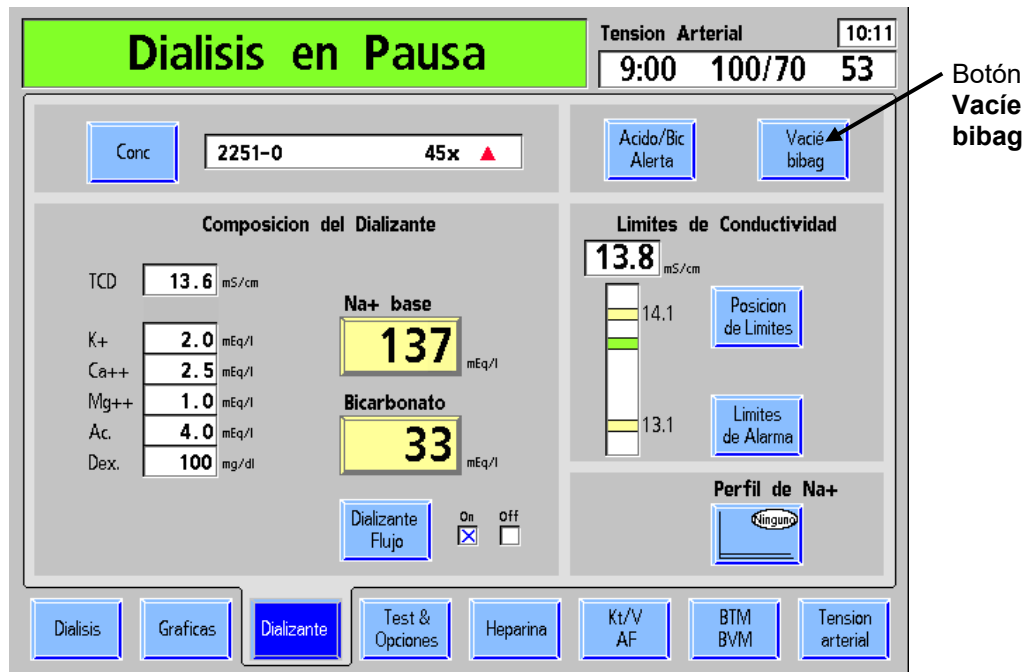 Dialisis en Pausa
Tension Arterial 10:11
9:00 100/70 53
Botón
Vacíe
bibag
Conc
2251-0 45x
Acido/Bic
Alerta
Vacié
bibag
Composicion del Dializante
TCD 13.6 mS/cm
K+ 2.0 mEq/l
Ca++ 2.5 mEq/l
Mg++ 1.0 mEq/l
Ac. 4.0 mEq/l
Dex. 100 mg/dl
Na+ base
137 mEq/l
Bicarbonato
33 mEq/l
Dializante
Flujo
On Off
Limites de Conductividad
13.8 mS/cm
14.1
13.1
Posicion
de Limites
Limites
de Alarma
Perfil de Na+
Ninguno
Dialisis
Graficas
Dializante
Test &
Opciones
Heparina
Kt/V
AF
BTM
BVM
Tension
arterial